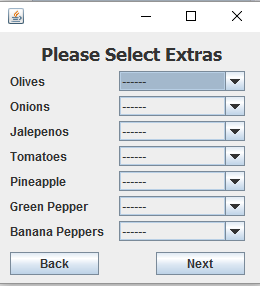 Please Select Extras
Olives ------
Onions ------
Jalepenos ------
Tomatoes ------
Pineapple ------
Green Pepper ------
Banana Peppers ------
Back Next